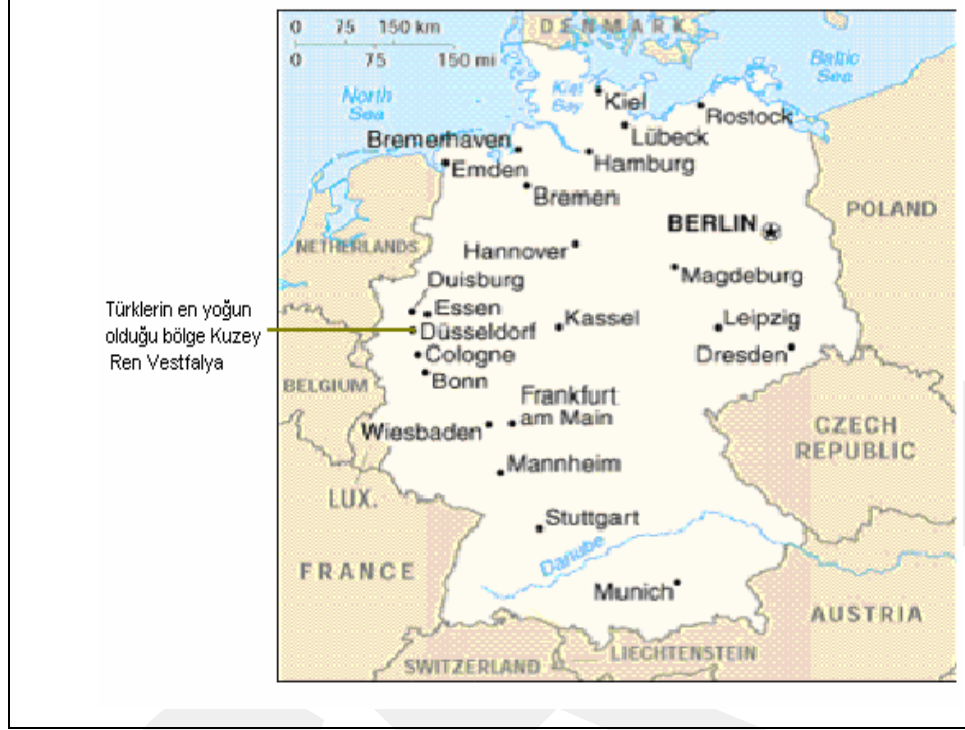 0 75 150 km
0 75 150 mi
DENMARK
Baltic
Sea
North
Sea
Kiel
Bay
Kiel
Rostock
Lübeck
Bremerhaven
Hamburg
Emden
Bremen
POLAND
BERLIN
NETHERLANDS
Hannover
Magdeburg
Duisburg
Türklerin en yoğun
olduğu bölge Kuzey
Ren Vestfalya
Essen
Düsseldorf
Kassel
Leipzig
Cologne
Dresden
Bonn
BELGIUM
Frankfurt
am Main
Wiesbaden
CZECH
REPUBLIC
Mannheim
LUX.
Stuttgart
Danube
FRANCE
Munich
AUSTRIA
LIECHTENSTEIN
SWITZERLAND